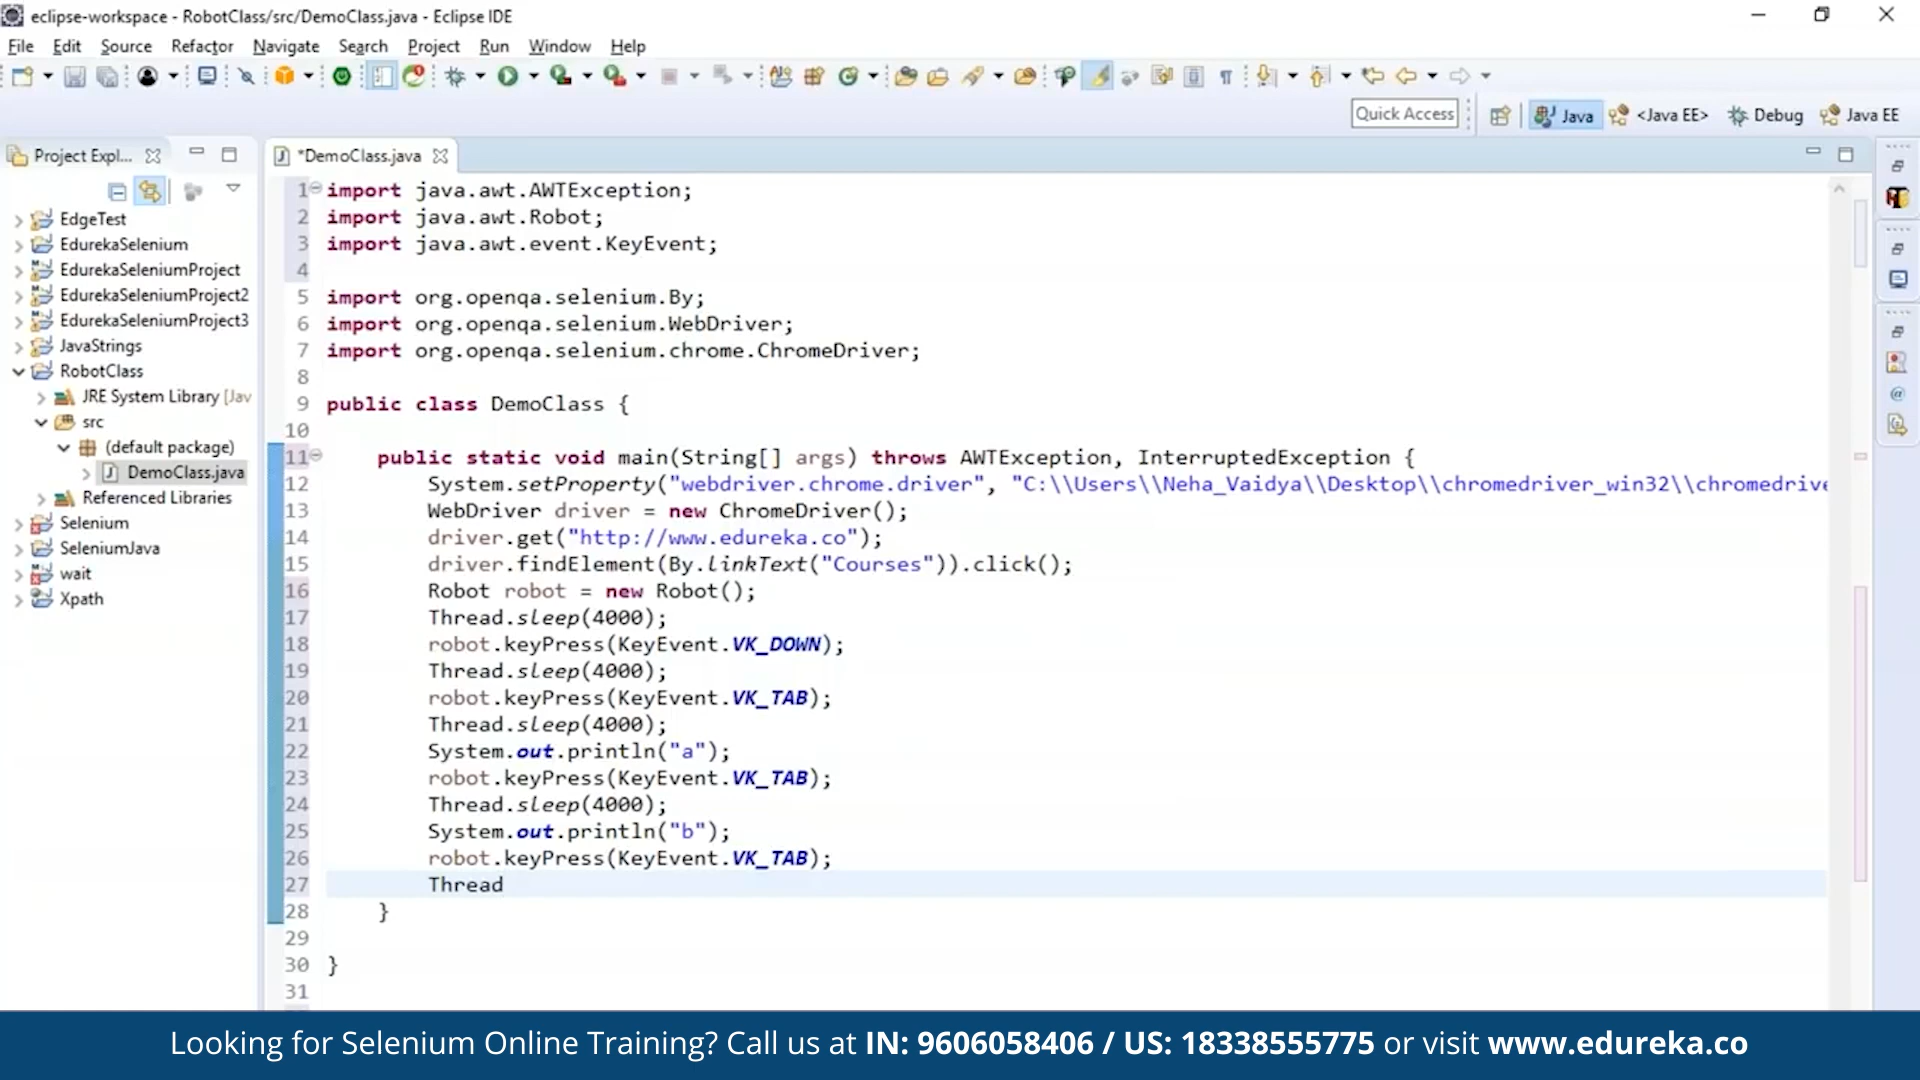 eclipse-workspace - RobotClass/src/DemoClass.java - Eclipse IDE
File Edit Source Refactor Navigate Search Project Run Window Help
Quick Access
Java <Java EE> Debug Java EE
Project Expl...
EdgeTest
EdurekaSelenium
EdurekaSeleniumProject
EdurekaSeleniumProject2
EdurekaSeleniumProject3
JavaStrings
RobotClass
JRE System Library [Jav
src
(default package)
DemoClass.java
Referenced Libraries
Selenium
SeleniumJava
wait
Xpath
*DemoClass.java
1 import java.awt.AWTException;
2 import java.awt.Robot;
3 import java.awt.event.KeyEvent;
4
5 import org.openqa.selenium.By;
6 import org.openqa.selenium.WebDriver;
7 import org.openqa.selenium.chrome.ChromeDriver;
8
9 public class DemoClass {
10
11 public static void main(String[] args) throws AWTException, InterruptedException {
12 System.setProperty("webdriver.chrome.driver", "C:\\Users\\Neha_Vaidya\\Desktop\\chromedriver_win32\\chromedrive
13 WebDriver driver = new ChromeDriver();
14 driver.get("http://www.edureka.co");
15 driver.findElement(By.linkText("Courses")).click();
16 Robot robot = new Robot();
17 Thread.sleep(4000);
18 robot.keyPress(KeyEvent.VK_DOWN);
19 Thread.sleep(4000);
20 robot.keyPress(KeyEvent.VK_TAB);
21 Thread.sleep(4000);
22 System.out.println("a");
23 robot.keyPress(KeyEvent.VK_TAB);
24 Thread.sleep(4000);
25 System.out.println("b");
26 robot.keyPress(KeyEvent.VK_TAB);
27 Thread
28 }
29
30 }
31
Looking for Selenium Online Training? Call us at IN: 9606058406 / US: 18338555775 or visit www.edureka.co